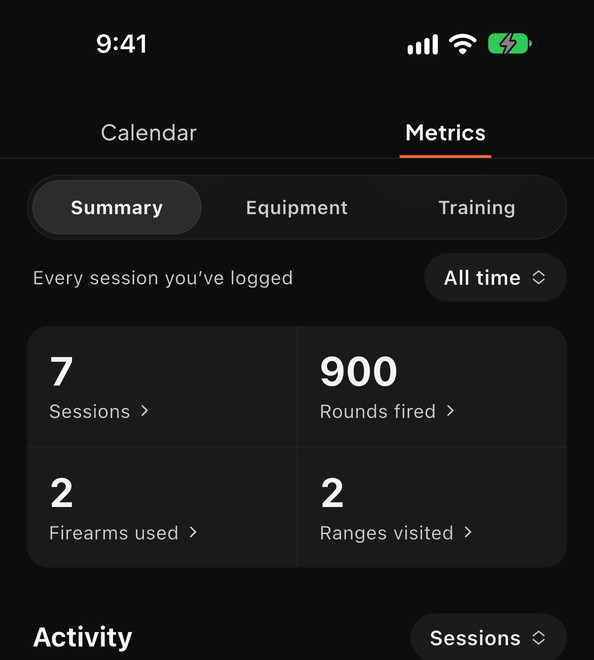 9:41
Calendar
Metrics
Summary
Equipment
Training
Every session you’ve logged
All time
7
900
Sessions
Rounds fired
2
2
Firearms used
Ranges visited
Activity
Sessions